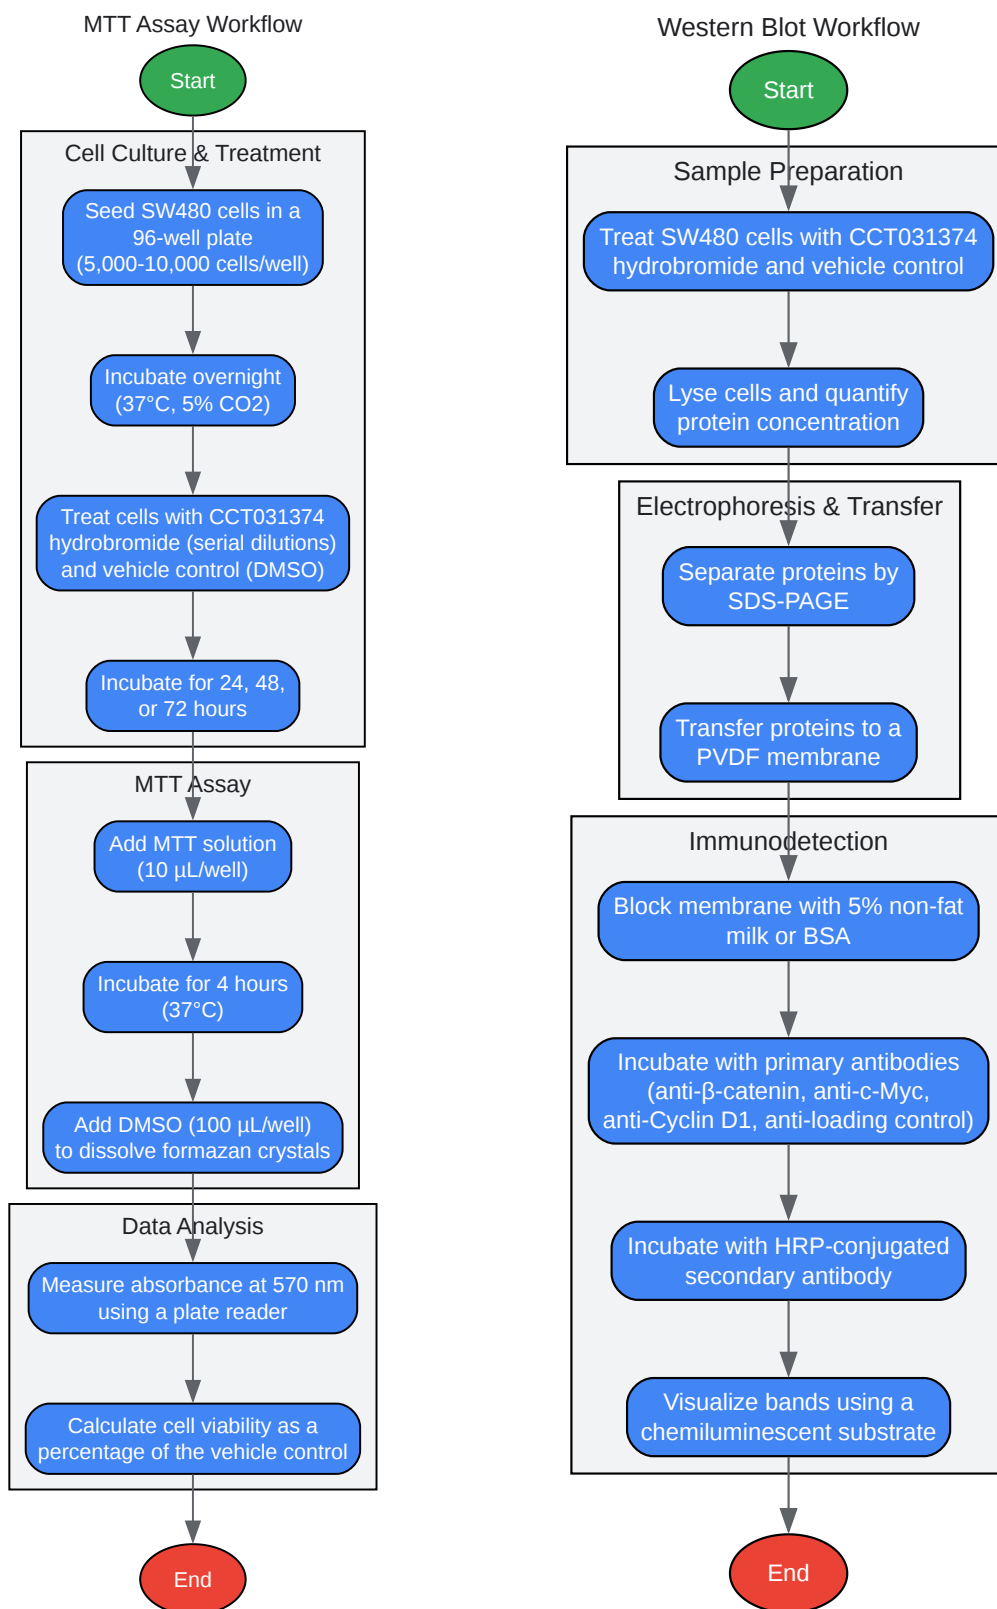 MTT Assay Workflow
Start
Cell Culture & Treatment
Seed SW480 cells in a
96-well plate
(5,000-10,000 cells/well)
Incubate overnight
(37°C, 5% CO2)
Treat cells with CCT031374
hydrobromide (serial dilutions)
and vehicle control (DMSO)
Incubate for 24, 48,
or 72 hours
MTT Assay
Add MTT solution
(10 µL/well)
Incubate for 4 hours
(37°C)
Add DMSO (100 µL/well)
to dissolve formazan crystals
Data Analysis
Measure absorbance at 570 nm
using a plate reader
Calculate cell viability as a
percentage of the vehicle control
End
Western Blot Workflow
Start
Sample Preparation
Treat SW480 cells with CCT031374
hydrobromide and vehicle control
Lyse cells and quantify
protein concentration
Electrophoresis & Transfer
Separate proteins by
SDS-PAGE
Transfer proteins to a
PVDF membrane
Immunodetection
Block membrane with 5% non-fat
milk or BSA
Incubate with primary antibodies
(anti-β-catenin, anti-c-Myc,
anti-Cyclin D1, anti-loading control)
Incubate with HRP-conjugated
secondary antibody
Visualize bands using a
chemiluminescent substrate
End